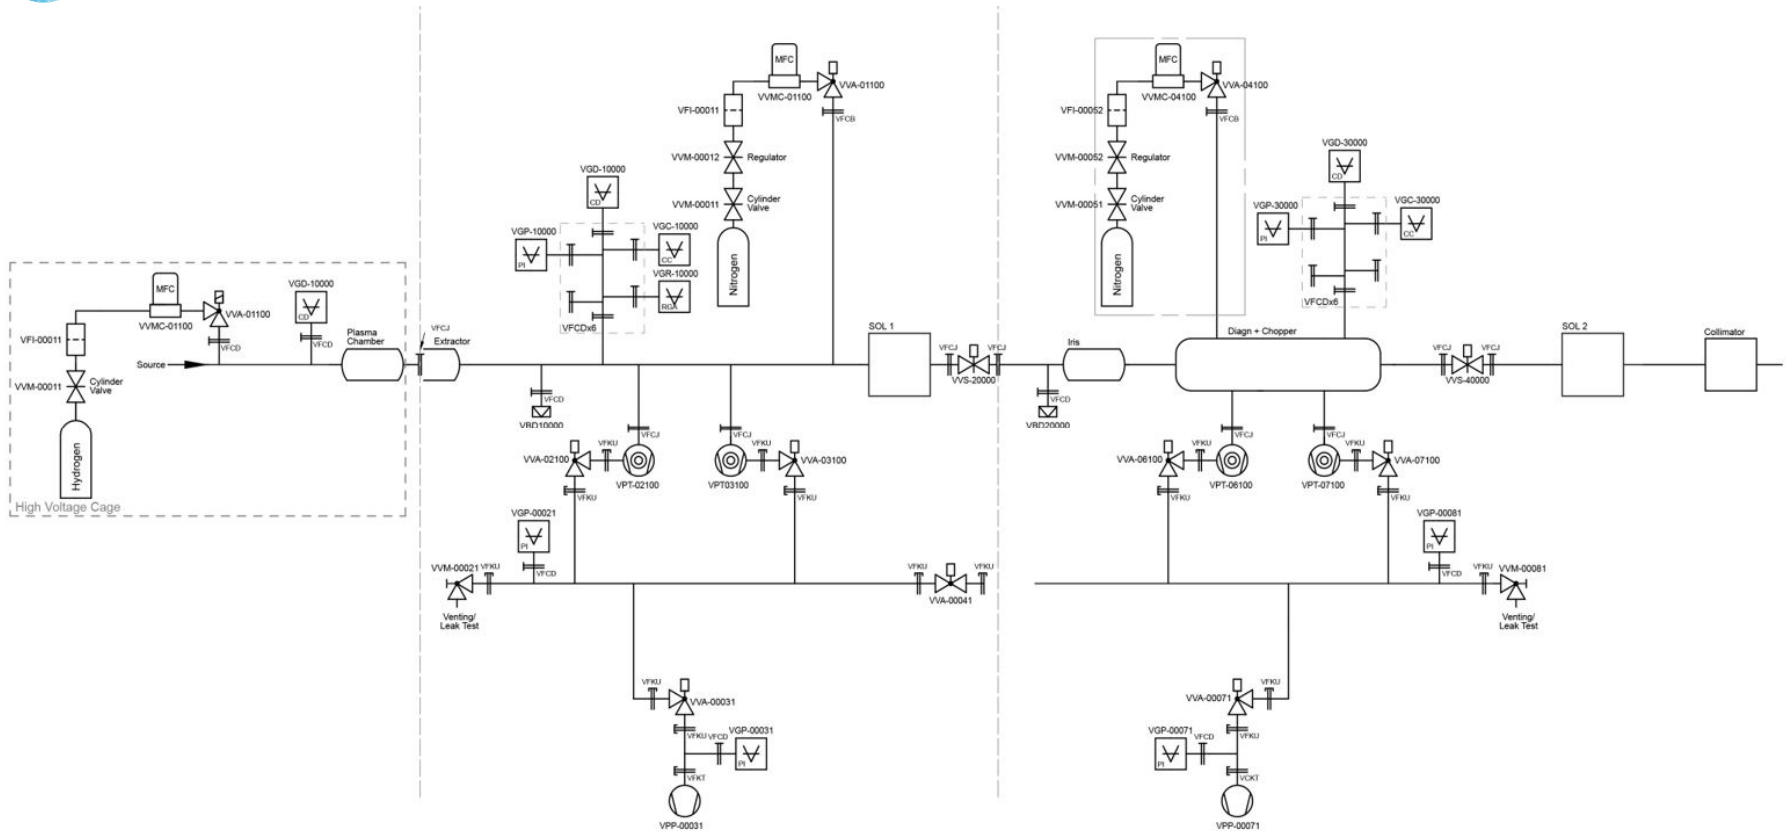 MFC
VVA-01100
VVMC-01100
VFI-00011
VFCB
VVM-00012
Regulator
VVM-00011
Cylinder
Valve
Nitrogen
MFC
VVA-04100
VVMC-04100
VFI-00052
VFCB
VVM-00052
Regulator
VVM-00051
Cylinder
Valve
Nitrogen
VGD-10000
CD
VGP-10000
PI
VGC-10000
CC
VGR-10000
RGA
VFCDx6
VGD-30000
CD
VGP-30000
PI
VGC-30000
CC
VFCDx6
MFC
VVMC-01100
VVA-01100
VGD-10000
CD
VFI-00011
VFCD
VFCD
Plasma
Chamber
Source
VVM-00011
Cylinder
Valve
Hydrogen
High Voltage Cage
VFCJ
Extractor
SOL 1
VFCJ
VFCJ
VVS-20000
Iris
Diagn + Chopper
VFCJ
VFCJ
VVS-40000
SOL 2
Collimator
VFCD
VBD10000
VFCD
VBD20000
VFCJ
VFCJ
VFKU
VFKU
VVA-02100
VVA-03100
VPT-02100
VPT03100
VFKU
VFKU
VFCJ
VFCJ
VFKU
VFKU
VVA-06100
VVA-07100
VPT-06100
VPT-07100
VFKU
VFKU
VGP-00021
PI
VFCD
VVM-00021
VFKU
Venting/
Leak Test
VFKU
VFKU
VVA-00041
VGP-00081
PI
VFCD
VFKU
VVM-00081
Venting/
Leak Test
VFKU
VVA-00031
VFKU
VFCD
VGP-00031
PI
VFKT
VPP-00031
VVA-00071
VFKU
VGP-00071
PI
VFCD
VFKU
VCKT
VPP-00071